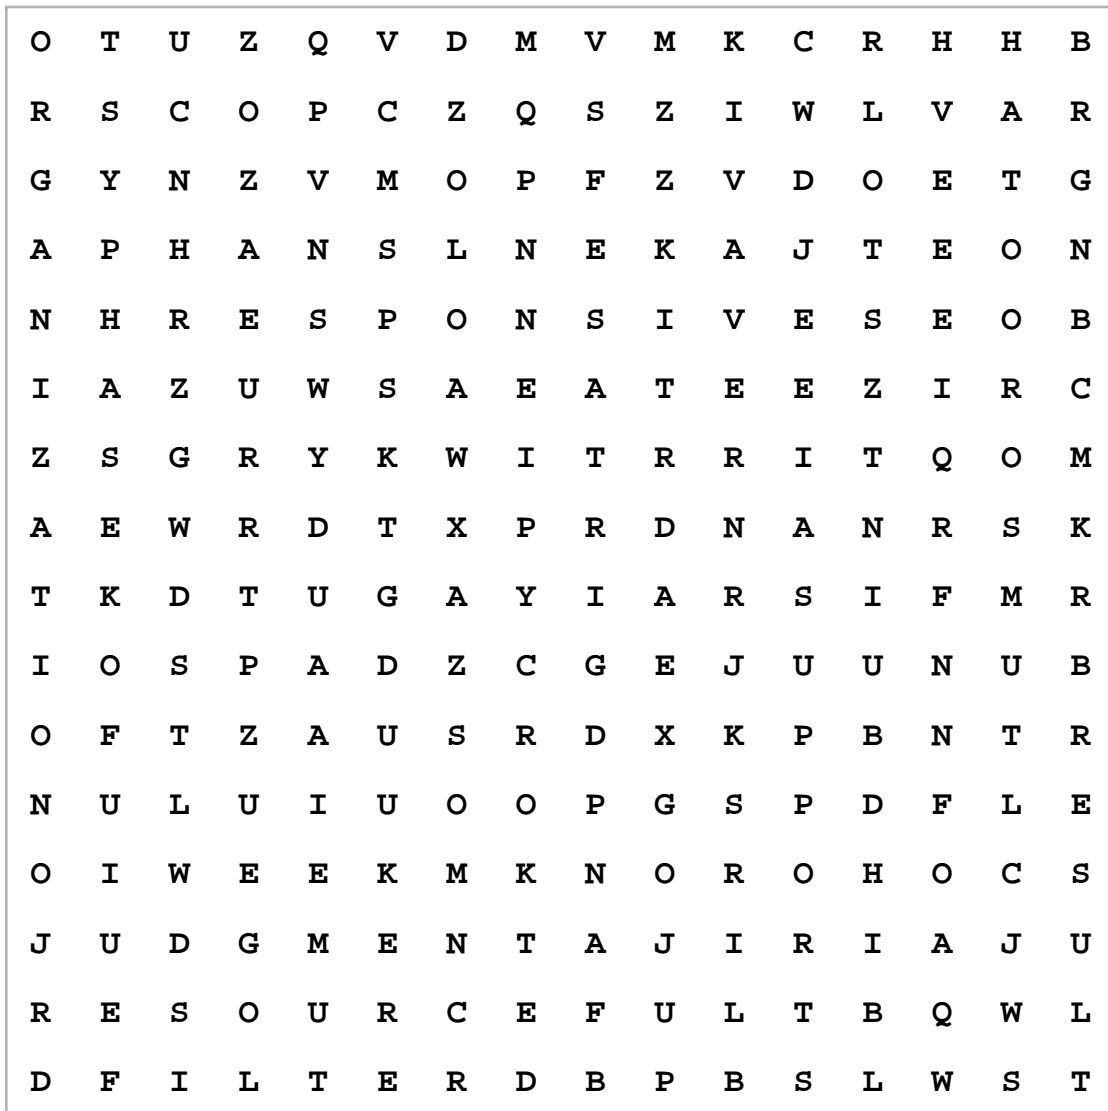 O T U Z Q V D M V M K C R H H B
R S C O P C Z Q S Z I W L V A R
G Y N Z V M O P F Z V D O E T G
A P H A N S L N E K A J T E O N
N H R E S P O N S I V E S E O B
I A Z U W S A E A T E E Z I R C
Z S G R Y K W I T R R I T Q O M
A E W R D T X P R D N A N R S K
T K D T U G A Y I A R S I F M R
I O S P A D Z C G E J U U N U B
O F T Z A U S R D X K P B N T R
N U L U I U O O P G S P D F L E
O I W E E K M K N O R O H O C S
J U D G M E N T A J I R I A J U
R E S O U R C E F U L T B Q W L
D F I L T E R D B P B S L W S T